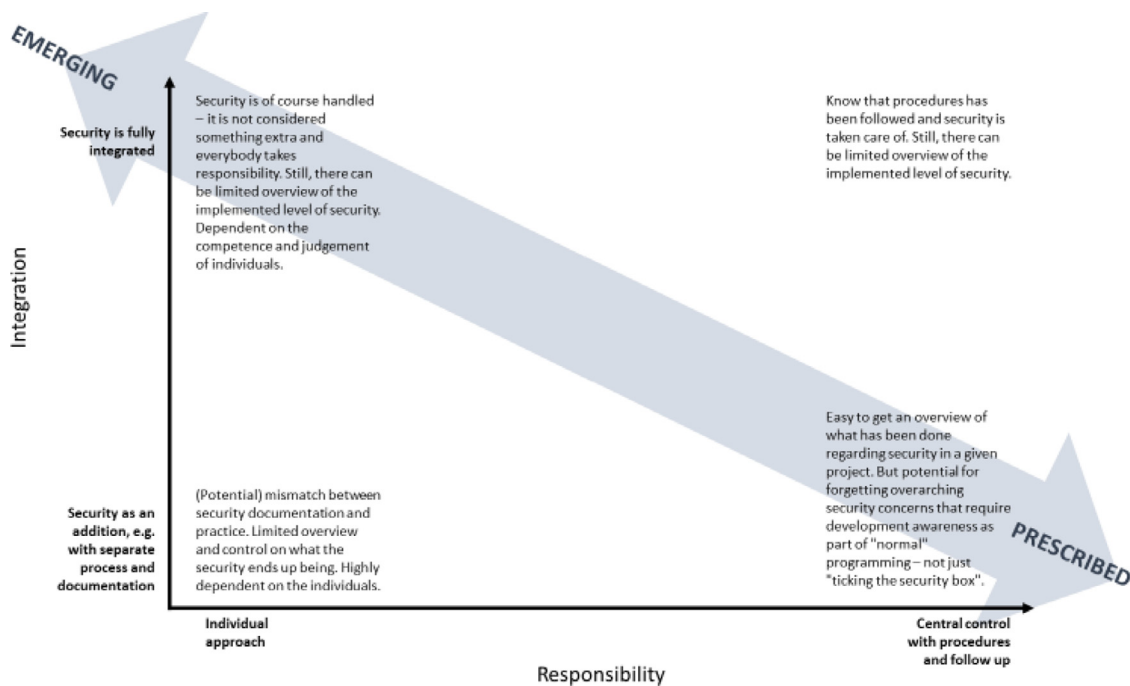 EMERGING
Security is fully
integrated
Security is of course handled
– it is not considered
something extra and
everybody takes
responsibility. Still, there can
be limited overview of the
implemented level of security.
Dependent on the
competence and judgement
of individuals.
Know that procedures has
been followed and security is
taken care of. Still, there can
be limited overview of the
implemented level of security.
Integration
Security as an
addition, e.g.
with separate
process and
documentation
(Potential) mismatch between
security documentation and
practice. Limited overview
and control on what the
security ends up being. Highly
dependent on the individuals.
Easy to get an overview of
what has been done
regarding security in a given
project. But potential for
forgetting overarching
security concerns that require
development awareness as
part of "normal"
programming – not just
"ticking the security box".
PRESCRIBED
Individual
approach
Central control
with procedures
and follow up
Responsibility